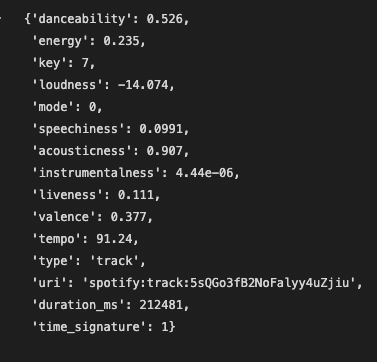 {'danceability': 0.526,
'energy': 0.235,
'key': 7,
'loudness': -14.074,
'mode': 0,
'speechiness': 0.0991,
'acousticness': 0.907,
'instrumentalness': 4.44e-06,
'liveness': 0.111,
'valence': 0.377,
'tempo': 91.24,
'type': 'track',
'uri': 'spotify:track:5sQGo3fB2NoFalyy4uZjiu',
'duration_ms': 212481,
'time_signature': 1}